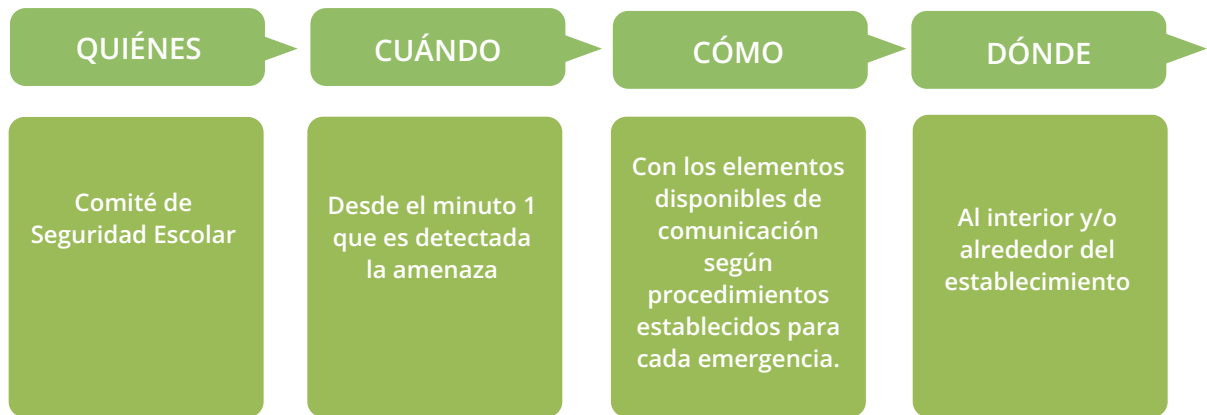 QUIÉNES
CUÁNDO
CÓMO
DÓNDE
Comité de
Seguridad Escolar
Desde el minuto 1
que es detectada
la amenaza
Con los elementos
disponibles de
comunicación
según
procedimientos
establecidos para
cada emergencia.
Al interior y/o
alrededor del
establecimiento